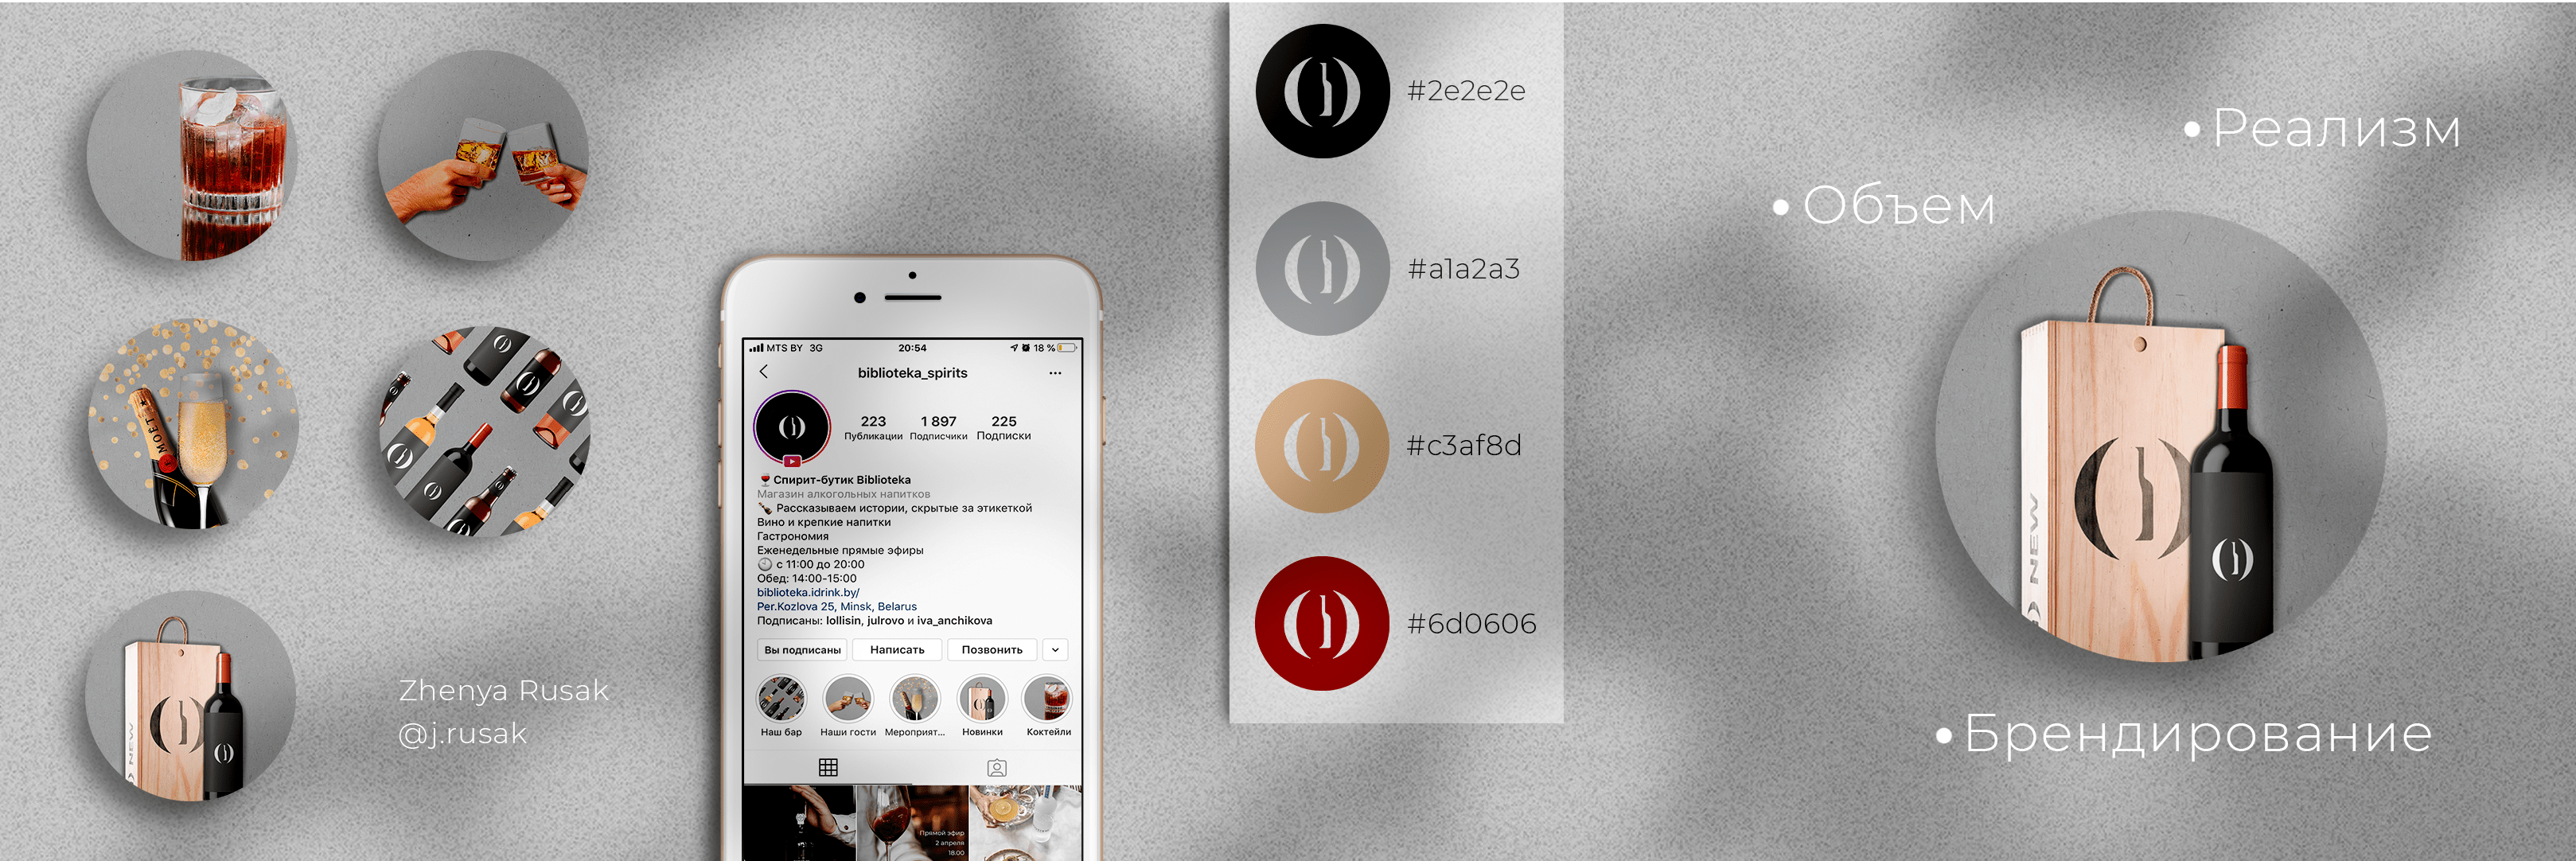 MOËT
NEW
Zhenya Rusak
@j.rusak
MTS BY 3G 20:54 18 %
biblioteka_spirits
223 1 897 225
Публикации Подписчики Подписки
Спирит-бутик Biblioteka
Магазин алкогольных напитков
Рассказываем истории, скрытые за этикеткой
Вино и крепкие напитки
Гастрономия
Еженедельные прямые эфиры
с 11:00 до 20:00
Обед: 14:00-15:00
biblioteka.idrink.by/
Per.Kozlova 25, Minsk, Belarus
Подписаны: lollisin, julrovo и iva_anchikova
Вы подписаны Написать Позвонить
Наш бар Наши гости Мероприят... Новинки Коктейли
Прямой эфир
2 апреля
18.00
#2e2e2e
#a1a2a3
#c3af8d
#6d0606
• Реализм
• Объем
NEW
• Брендирование